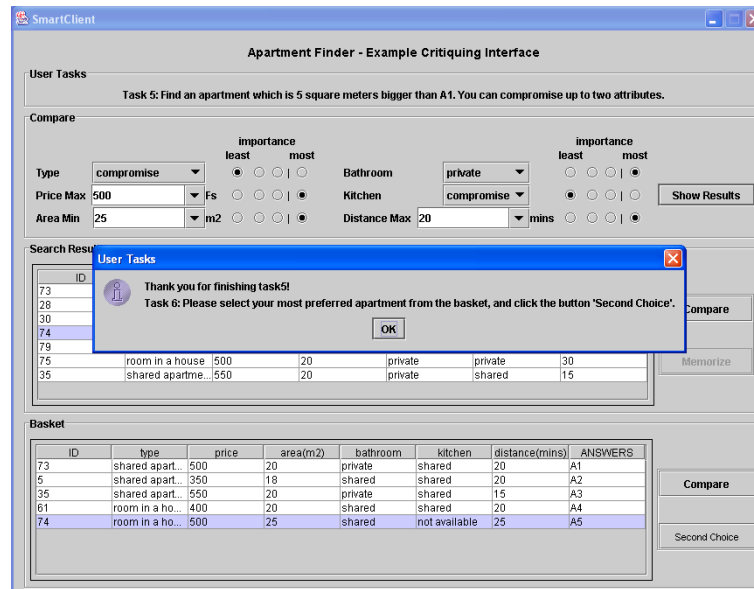 SmartClient
Apartment Finder - Example Critiquing Interface
User Tasks
Task 5: Find an apartment which is 5 square meters bigger than A1. You can compromise up to two attributes.
Compare
importance importance
least most least most
Type compromise Bathroom private
Price Max 500 Fs Kitchen compromise Show Results
Area Min 25 m2 Distance Max 20 mins
Search Resu
User Tasks
ID
Thank you for finishing task5!
Task 6: Please select your most preferred apartment from the basket, and click the button 'Second Choice'.
OK
73
28
30
74
79
Compare
75 room in a house 500 20 private private 30
35 shared apartme... 550 20 private shared 15
Memorize
Basket
ID type price area(m2) bathroom kitchen distance(mins) ANSWERS
73 shared apart... 500 20 private shared 20 A1
5 shared apart... 350 18 shared shared 20 A2
35 shared apart... 550 20 private shared 15 A3
61 room in a ho... 400 20 shared shared 20 A4
74 room in a ho... 500 25 shared not available 25 A5
Compare
Second Choice